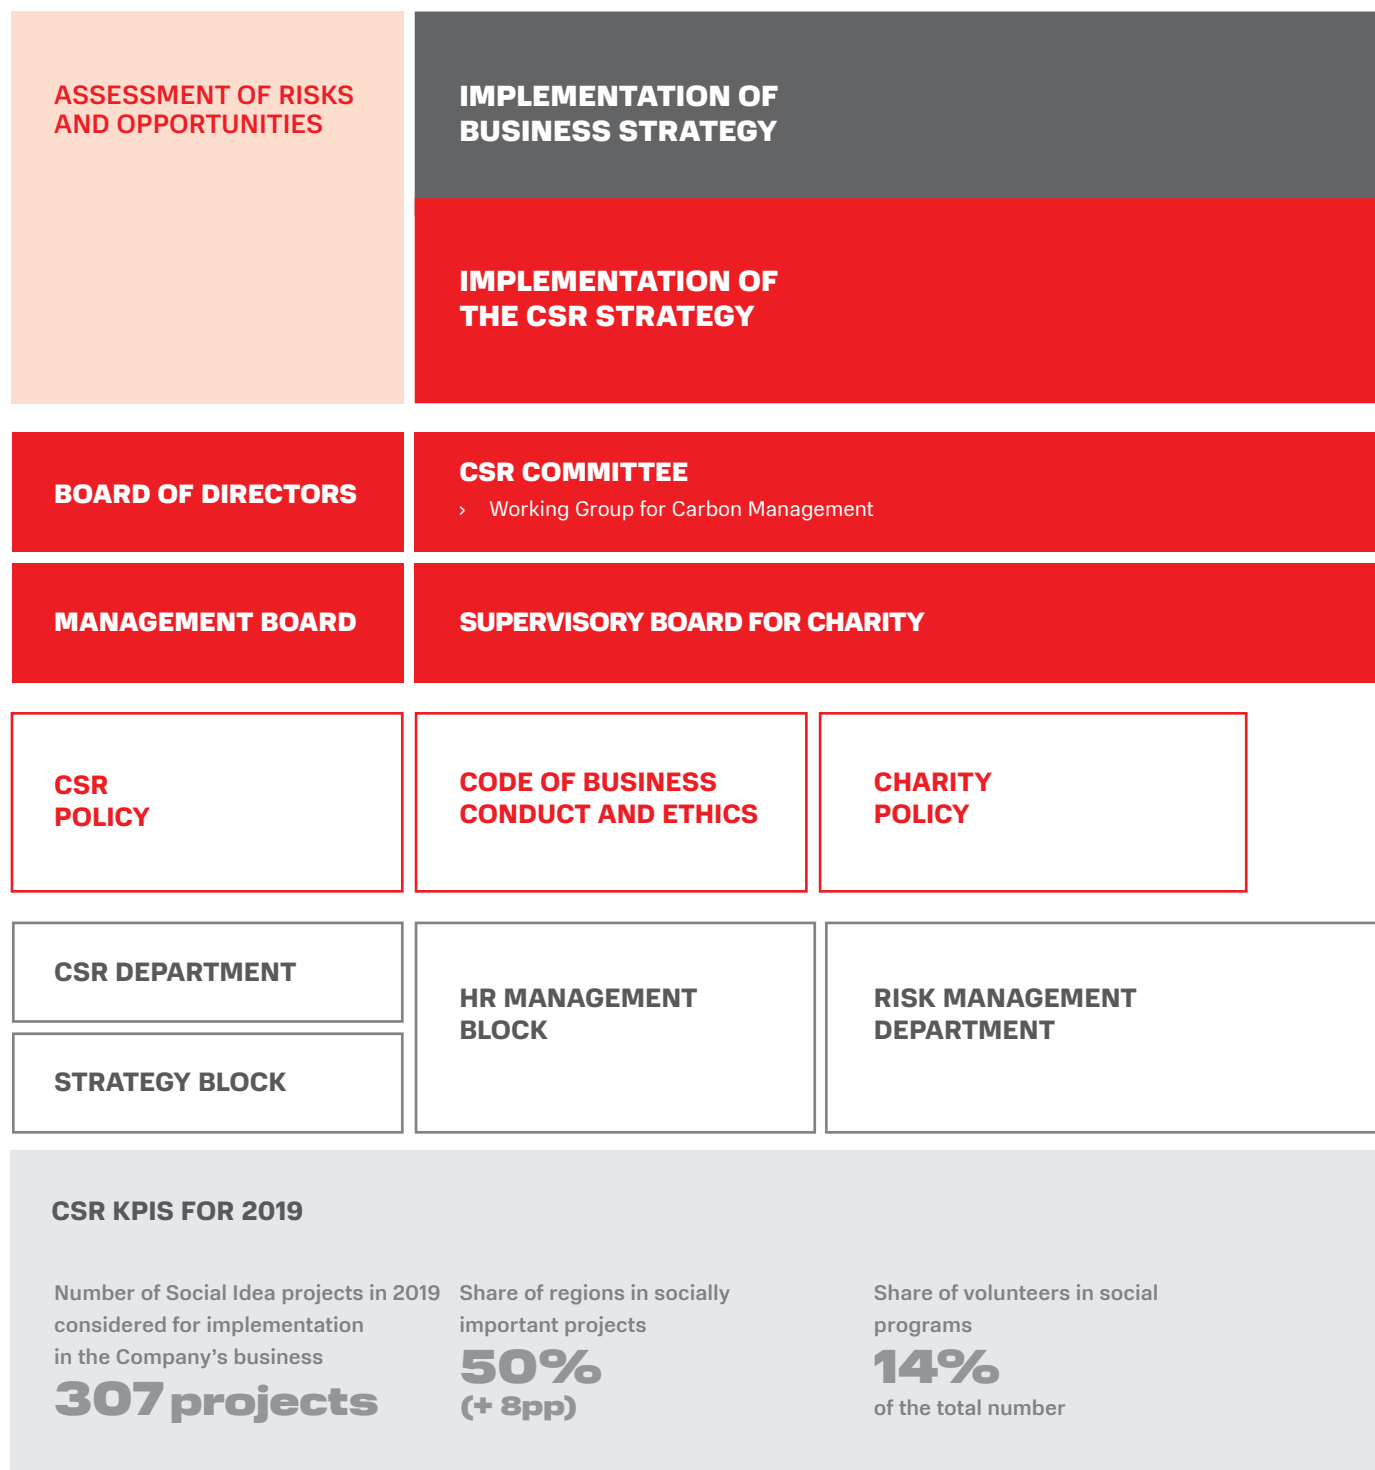 ASSESSMENT OF RISKS
AND OPPORTUNITIES
IMPLEMENTATION OF
BUSINESS STRATEGY
IMPLEMENTATION OF
THE CSR STRATEGY
BOARD OF DIRECTORS
CSR COMMITTEE
› Working Group for Carbon Management
MANAGEMENT BOARD
SUPERVISORY BOARD FOR CHARITY
CSR
POLICY
CODE OF BUSINESS
CONDUCT AND ETHICS
CHARITY
POLICY
CSR DEPARTMENT
STRATEGY BLOCK
HR MANAGEMENT
BLOCK
RISK MANAGEMENT
DEPARTMENT
CSR KPIS FOR 2019
Number of Social Idea projects in 2019
considered for implementation
in the Company's business
307 projects
Share of regions in socially
important projects
50%
(+ 8pp)
Share of volunteers in social
programs
14%
of the total number